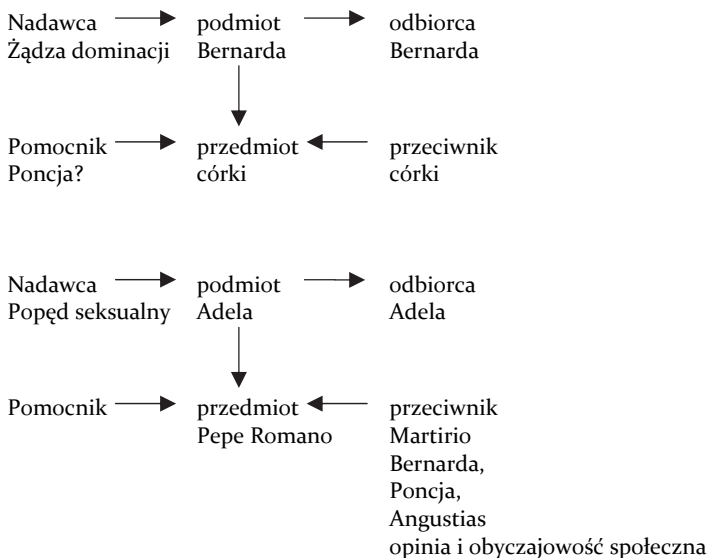 Nadawca podmiot odbiorca
Żądza dominacji Bernarda Bernarda
Pomocnik przedmiot przeciwnik
Poncja? córki córki
Nadawca podmiot odbiorca
Popęd seksualny Adela Adela
Pomocnik przedmiot przeciwnik
Pepe Romano Martirio
Bernarda,
Poncja,
Angustias
opinia i obyczajowość społeczna